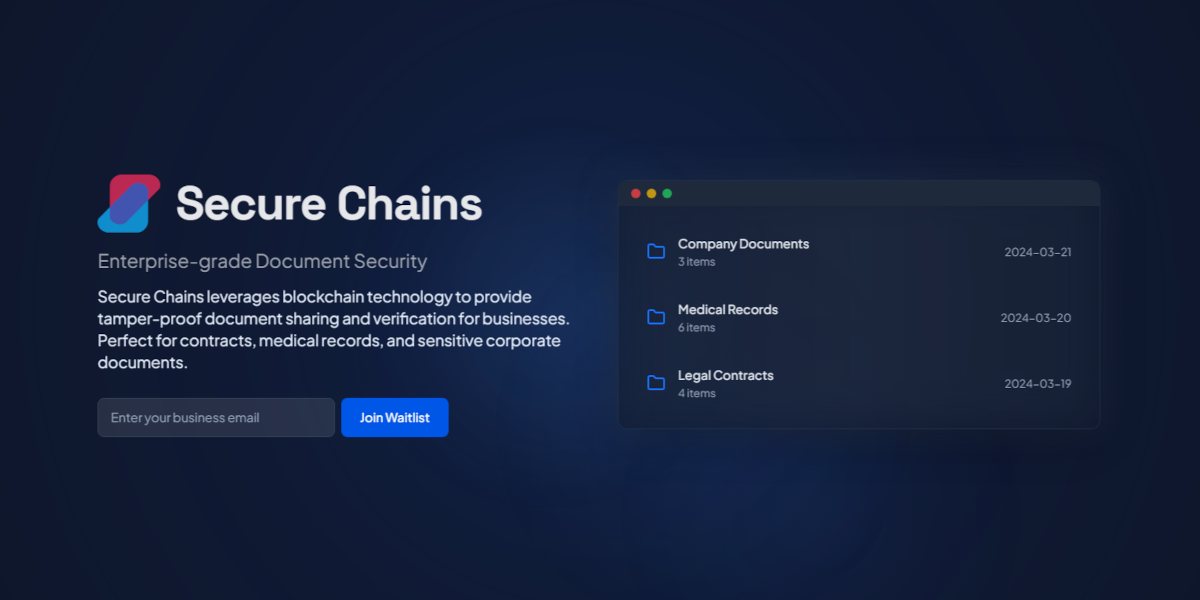 Secure Chains
Enterprise-grade Document Security
Secure Chains leverages blockchain technology to provide
tamper-proof document sharing and verification for businesses.
Perfect for contracts, medical records, and sensitive corporate
documents.
Enter your business email
Join Waitlist
Company Documents
3 items
2024-03-21
Medical Records
6 items
2024-03-20
Legal Contracts
4 items
2024-03-19